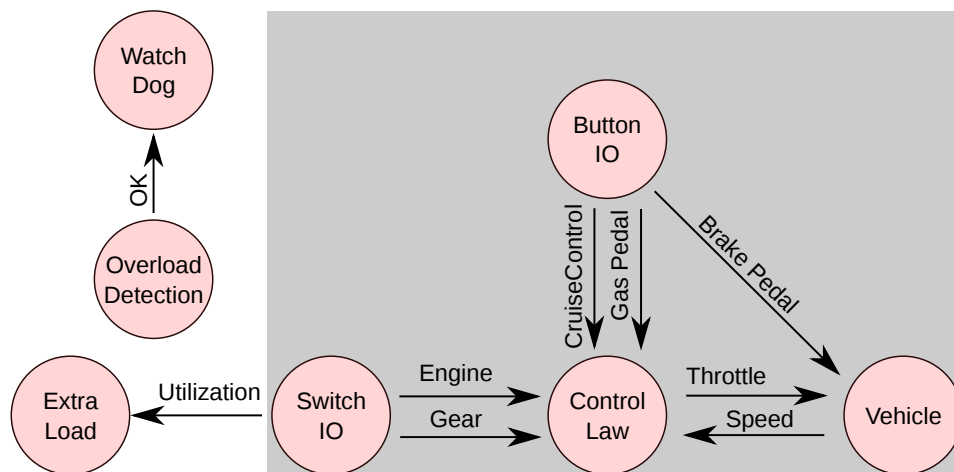 Watch
Dog
Button
IO
OK
Overload
Detection
CruiseControl
Gas Pedal
Brake Pedal
Extra
Load
Utilization
Switch
IO
Engine
Gear
Control
Law
Throttle
Speed
Vehicle